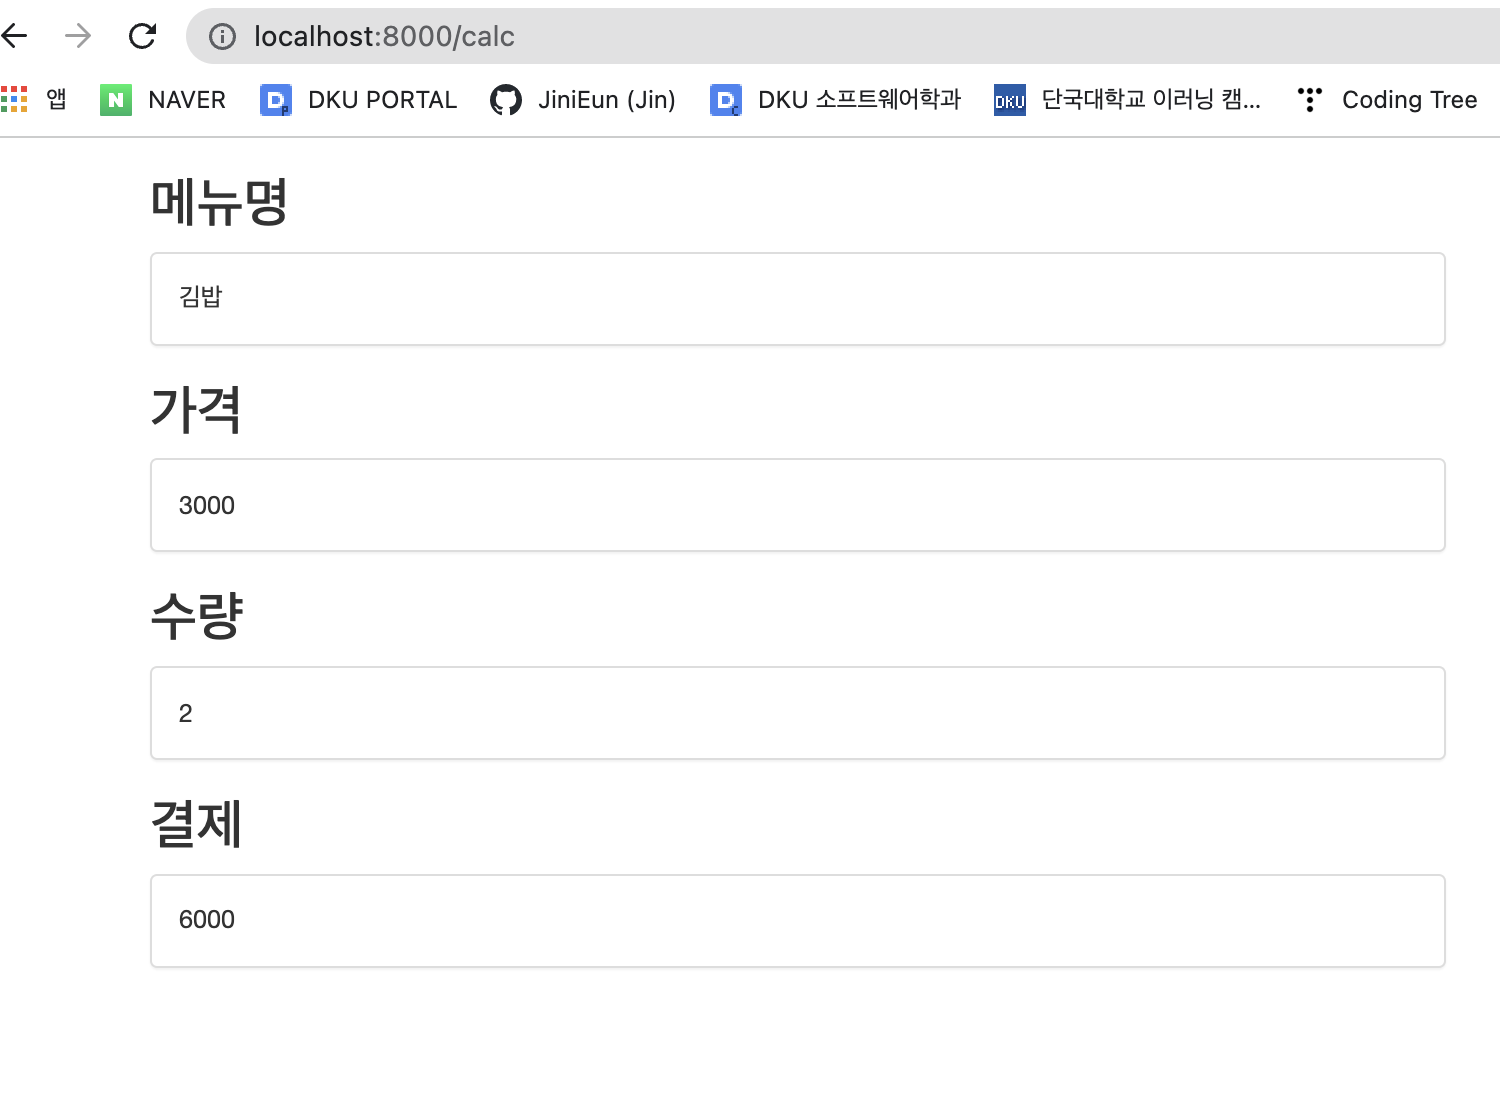 localhost:8000/calc
앱 NAVER DKU PORTAL JiniEun (Jin) DKU 소프트웨어학과 DKU 단국대학교 이러닝 캠... Coding Tree
메뉴명
김밥
가격
3000
수량
2
결제
6000